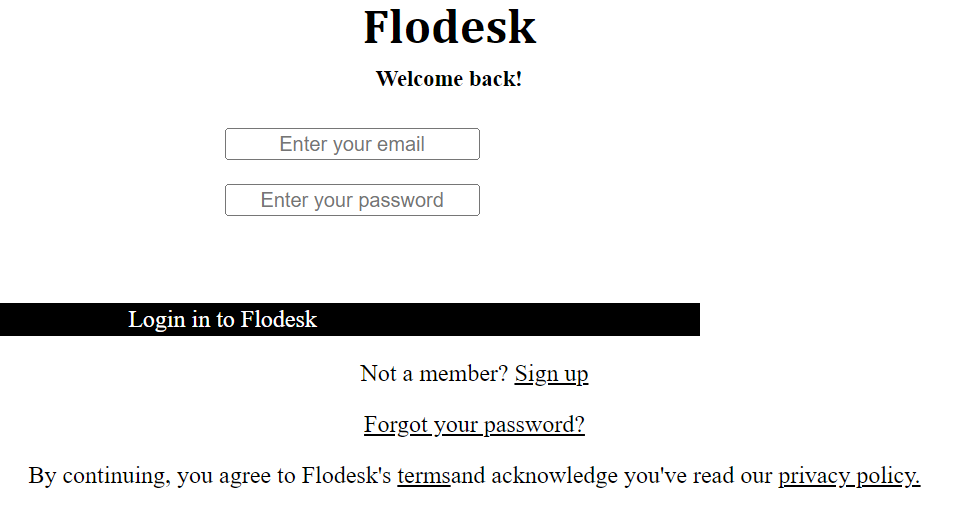 Flodesk
Welcome back!
Enter your email
Enter your password
Login in to Flodesk
Not a member? Sign up
Forgot your password?
By continuing, you agree to Flodesk's termsand acknowledge you've read our privacy policy.